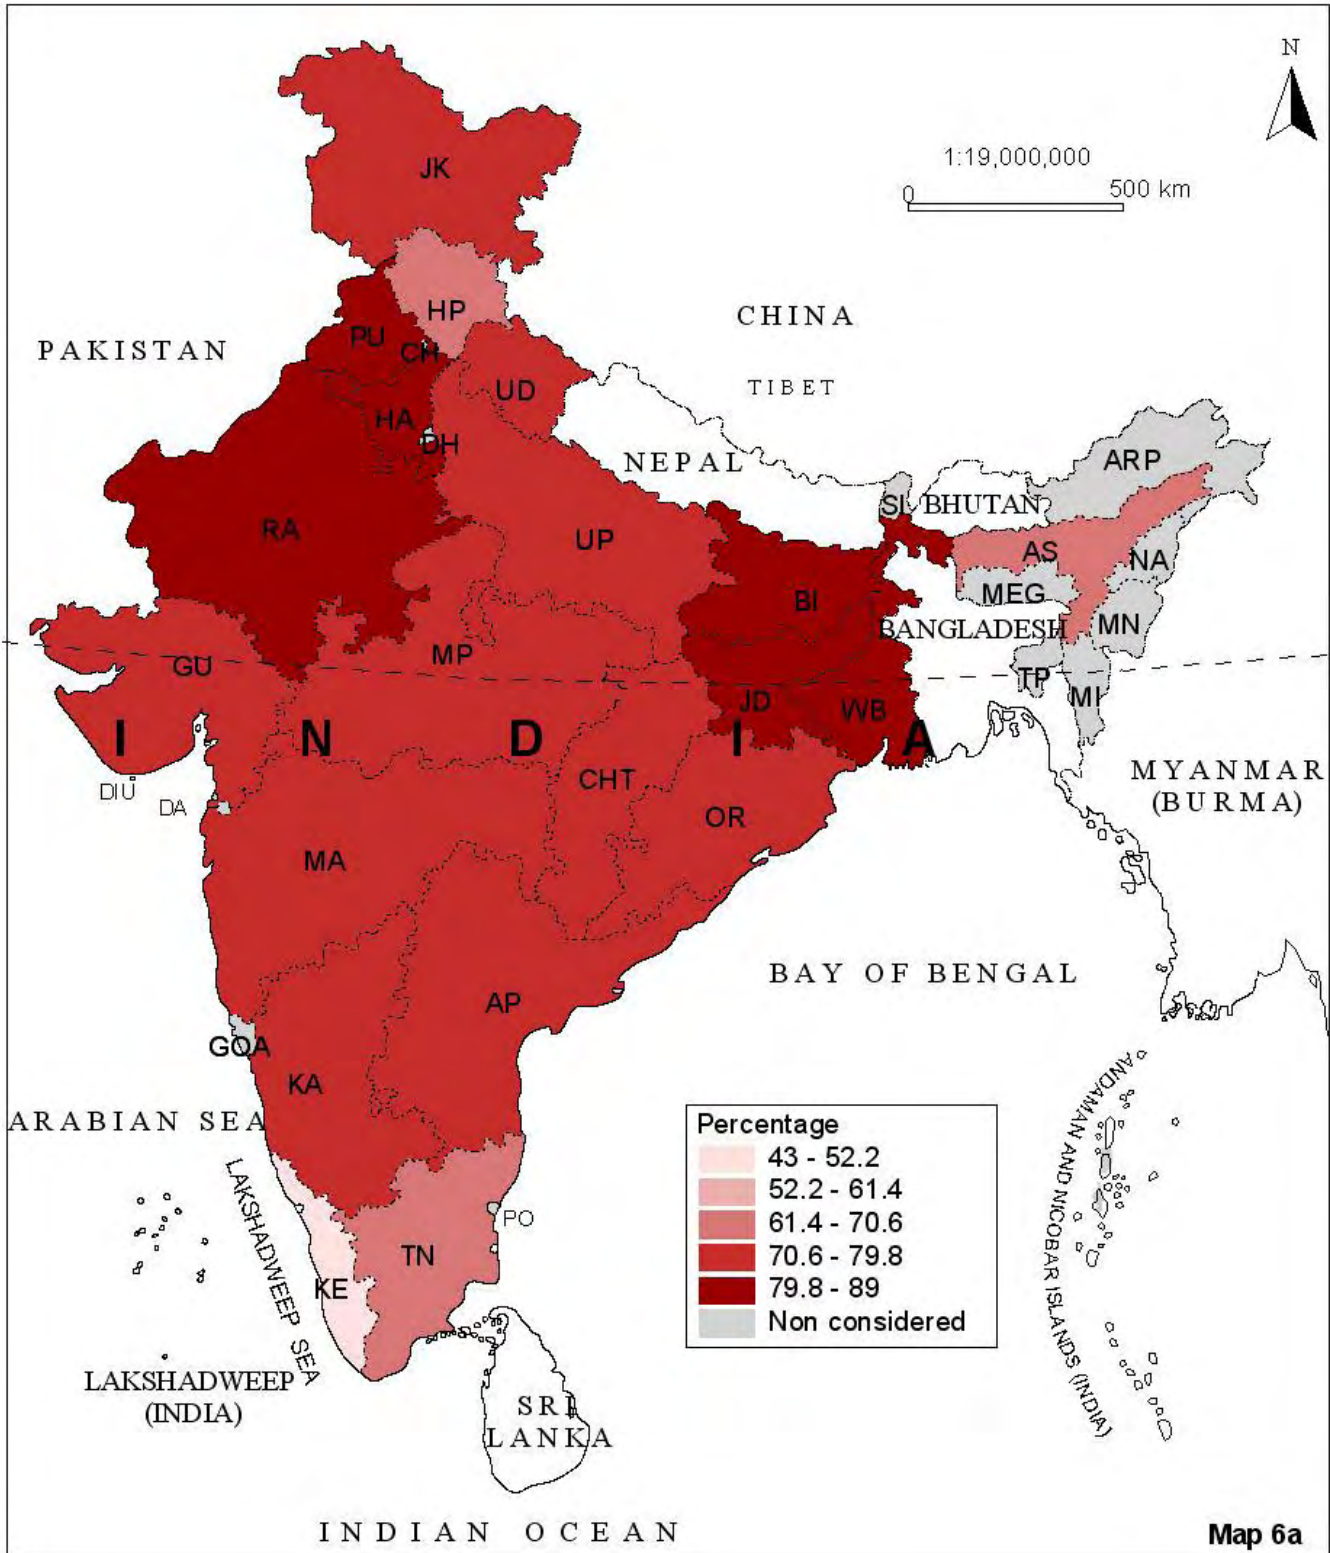 N
1:19,000,000
0 500 km
JK
HP
CHINA
PU
CH
PAKISTAN
UD
TIBET
HA
DH
NEPAL
ARP
SI
BHUTAN
RA
UP
AS
NA
MEG
BI
BANGLADESH
MN
MP
GU
TP
MI
JD
WB
I N D I A
MYANMAR
(BURMA)
CHT
DIU
DA
OR
MA
BAY OF BENGAL
AP
GOA
KA
ARABIAN SEA
ANDAMAN AND NICOBAR ISLANDS (INDIA)
LAKSHADWEEP SEA
Percentage
43 - 52.2
52.2 - 61.4
61.4 - 70.6
70.6 - 79.8
79.8 - 89
Non considered
PO
TN
KE
LAKSHADWEEP
(INDIA)
SRI
LANKA
INDIAN OCEAN
Map 6a